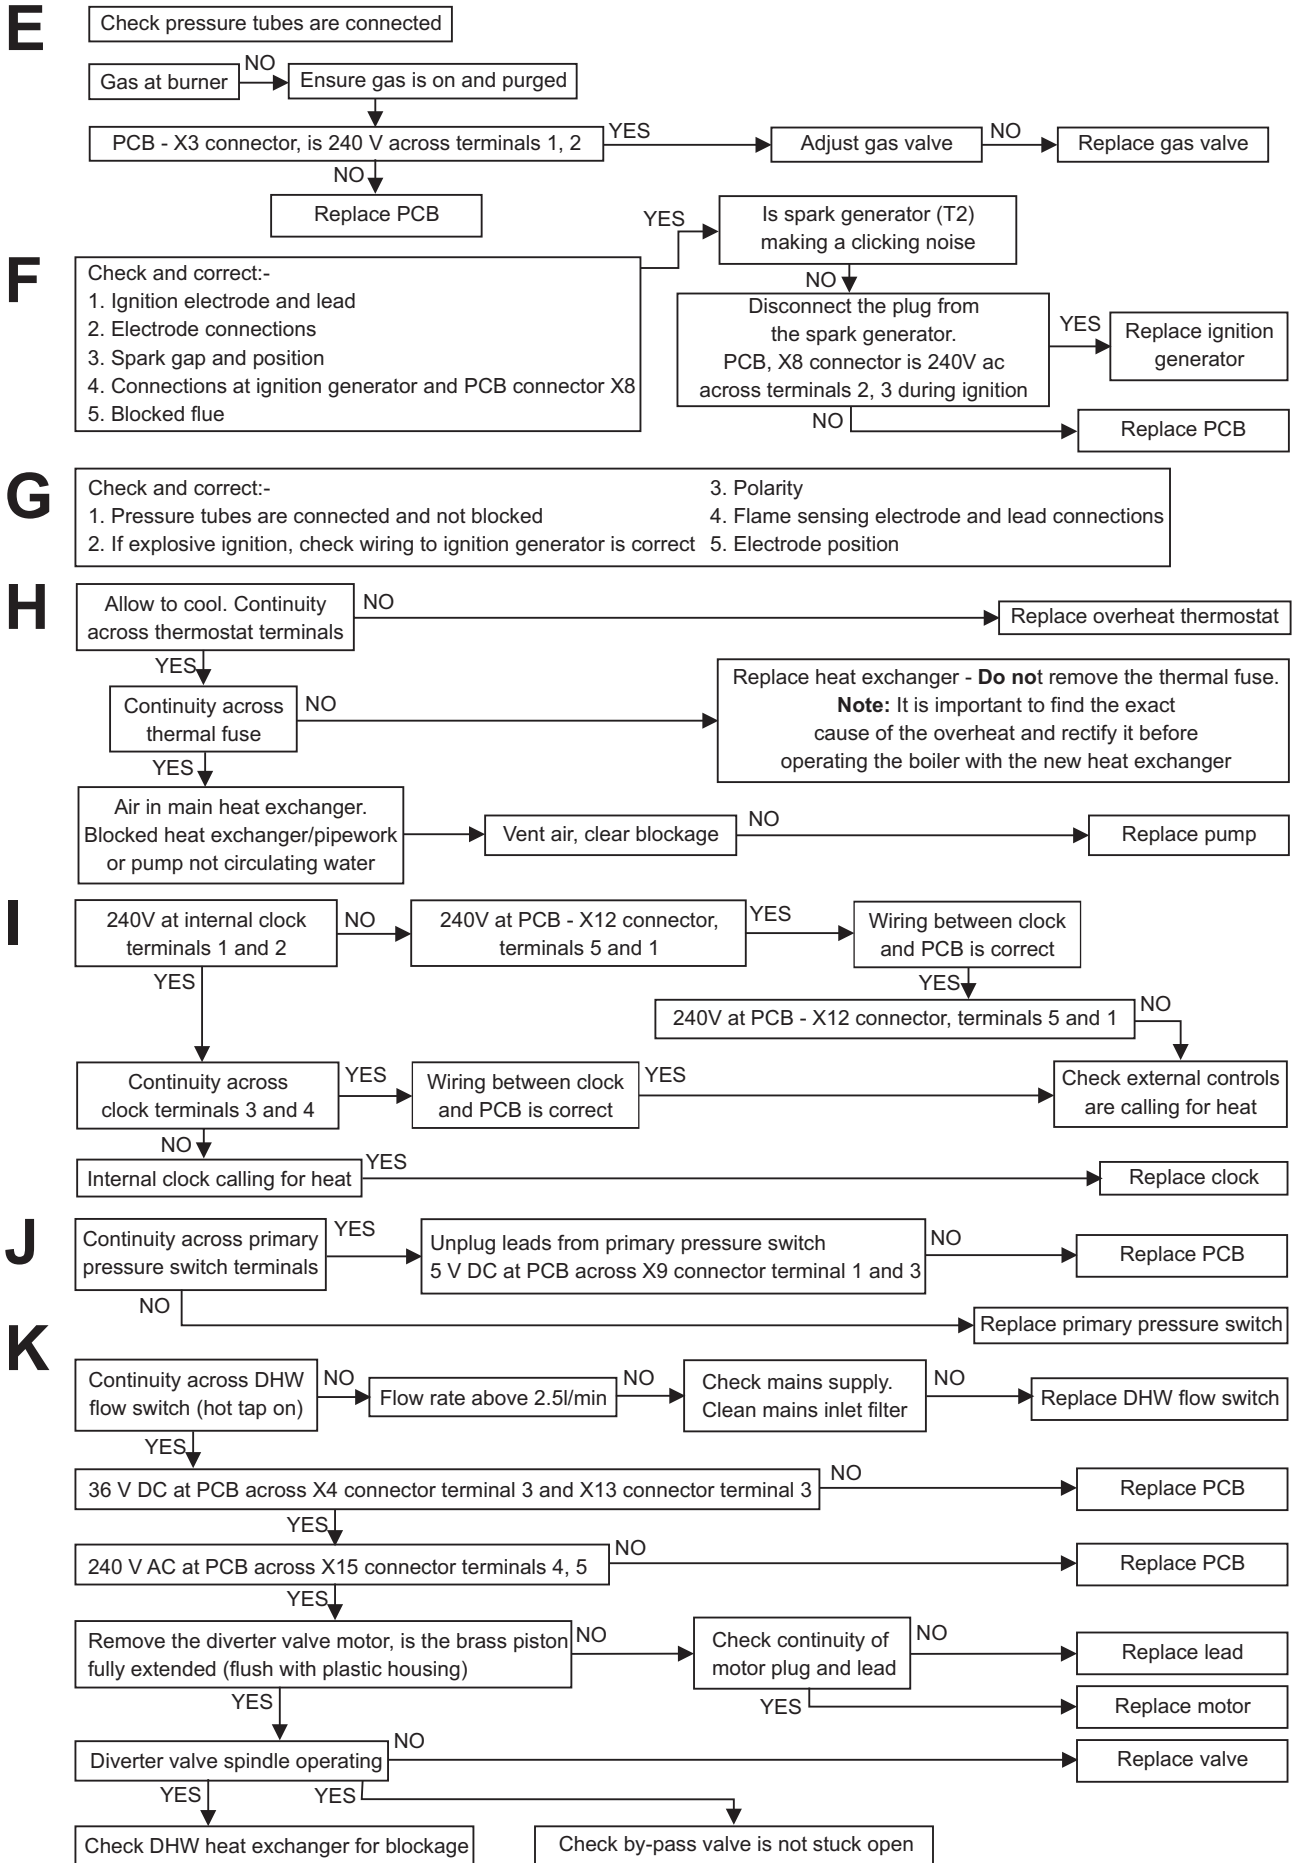 E
Check pressure tubes are connected
Gas at burner
NO
Ensure gas is on and purged
PCB - X3 connector, is 240 V across terminals 1, 2
YES
Adjust gas valve
NO
Replace gas valve
NO
Replace PCB
F
Check and correct:-
1. Ignition electrode and lead
2. Electrode connections
3. Spark gap and position
4. Connections at ignition generator and PCB connector X8
5. Blocked flue
YES
Is spark generator (T2)
making a clicking noise
NO
Disconnect the plug from
the spark generator.
PCB, X8 connector is 240V ac
across terminals 2, 3 during ignition
YES
Replace ignition
generator
NO
Replace PCB
G
Check and correct:-
1. Pressure tubes are connected and not blocked
2. If explosive ignition, check wiring to ignition generator is correct
3. Polarity
4. Flame sensing electrode and lead connections
5. Electrode position
H
Allow to cool. Continuity
across thermostat terminals
NO
Replace overheat thermostat
YES
Continuity across
thermal fuse
NO
Replace heat exchanger - Do not remove the thermal fuse.
Note: It is important to find the exact
cause of the overheat and rectify it before
operating the boiler with the new heat exchanger
YES
Air in main heat exchanger.
Blocked heat exchanger/pipework
or pump not circulating water
Vent air, clear blockage
NO
Replace pump
I
240V at internal clock
terminals 1 and 2
NO
240V at PCB - X12 connector,
terminals 5 and 1
YES
Wiring between clock
and PCB is correct
YES
240V at PCB - X12 connector, terminals 5 and 1
NO
YES
Continuity across
clock terminals 3 and 4
YES
Wiring between clock
and PCB is correct
YES
Check external controls
are calling for heat
NO
Internal clock calling for heat
YES
Replace clock
J
Continuity across primary
pressure switch terminals
YES
Unplug leads from primary pressure switch
5 V DC at PCB across X9 connector terminal 1 and 3
NO
Replace PCB
NO
Replace primary pressure switch
K
Continuity across DHW
flow switch (hot tap on)
NO
Flow rate above 2.5l/min
NO
Check mains supply.
Clean mains inlet filter
NO
Replace DHW flow switch
YES
36 V DC at PCB across X4 connector terminal 3 and X13 connector terminal 3
NO
Replace PCB
YES
240 V AC at PCB across X15 connector terminals 4, 5
NO
Replace PCB
YES
Remove the diverter valve motor, is the brass piston
fully extended (flush with plastic housing)
NO
Check continuity of
motor plug and lead
NO
Replace lead
YES
Replace motor
YES
Diverter valve spindle operating
NO
Replace valve
YES
Check DHW heat exchanger for blockage
YES
Check by-pass valve is not stuck open